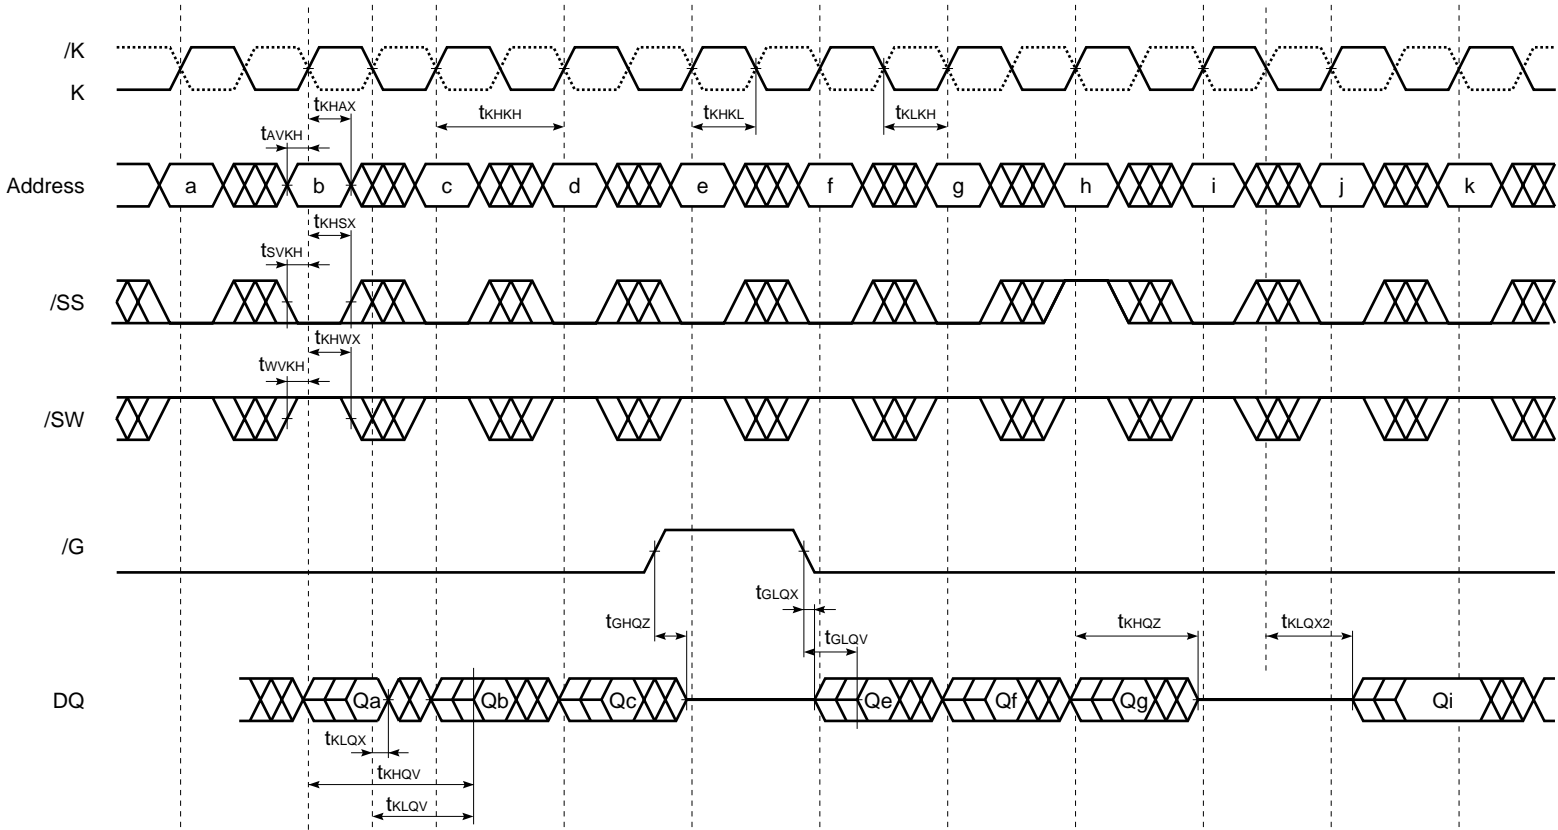 /K
K
tKHAX
tKHKH
tKHKL
tKLKH
tAVKH
Address a b c d e f g h i j k
tKHSX
tSVKH
/SS
tKHWX
tWVKH
/SW
/G
tGLQX
tGHQZ
tGLQV
tKHQZ
tKLQX2
DQ Qa Qb Qc Qe Qf Qg Qi
tKLQX
tKHQV
tKLQV